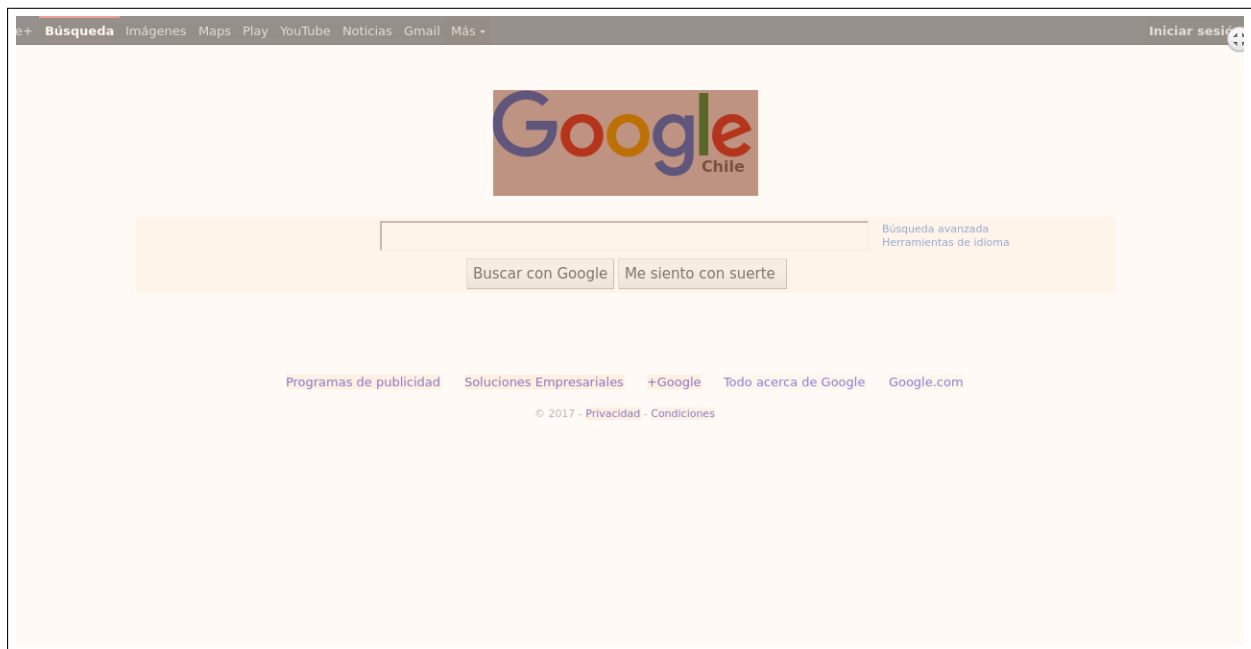 e+ Búsqueda Imágenes Maps Play YouTube Noticias Gmail Más Iniciar sesión
Google
Chile
Búsqueda avanzada
Herramientas de idioma
Buscar con Google Me siento con suerte
Programas de publicidad Soluciones Empresariales +Google Todo acerca de Google Google.com
© 2017 - Privacidad - Condiciones